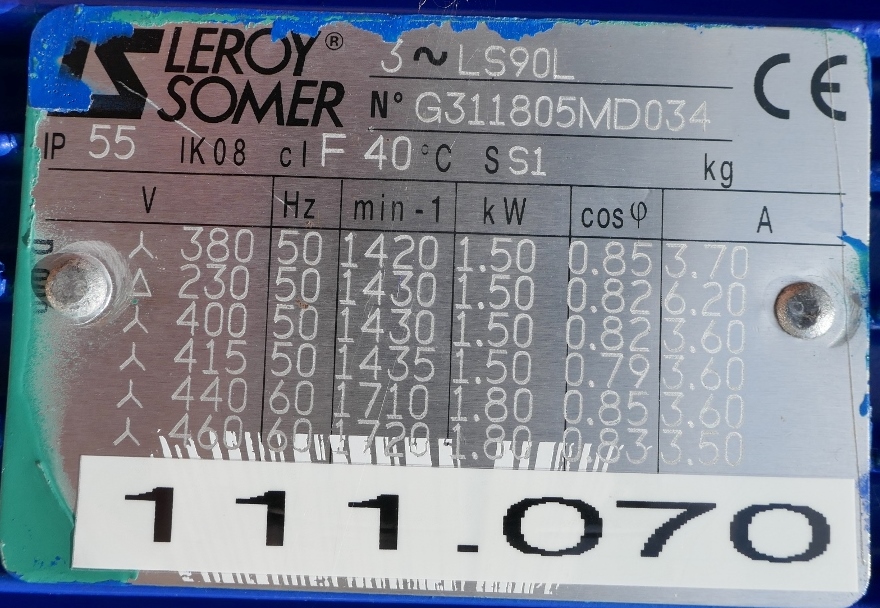 LEROY®
SOMER
3 ~ LS90L
N° G311805MD034
CE
IP 55 IK08 cl F 40°C S S1 kg
V Hz min-1 kW cosφ A
380 50 1420 1.50 0.85 3.70
Δ 230 50 1430 1.50 0.82 6.20
400 50 1430 1.50 0.82 3.60
415 50 1435 1.50 0.79 3.60
440 60 1710 1.80 0.85 3.60
460 60 1720 1.80 0.83 3.50
111.070